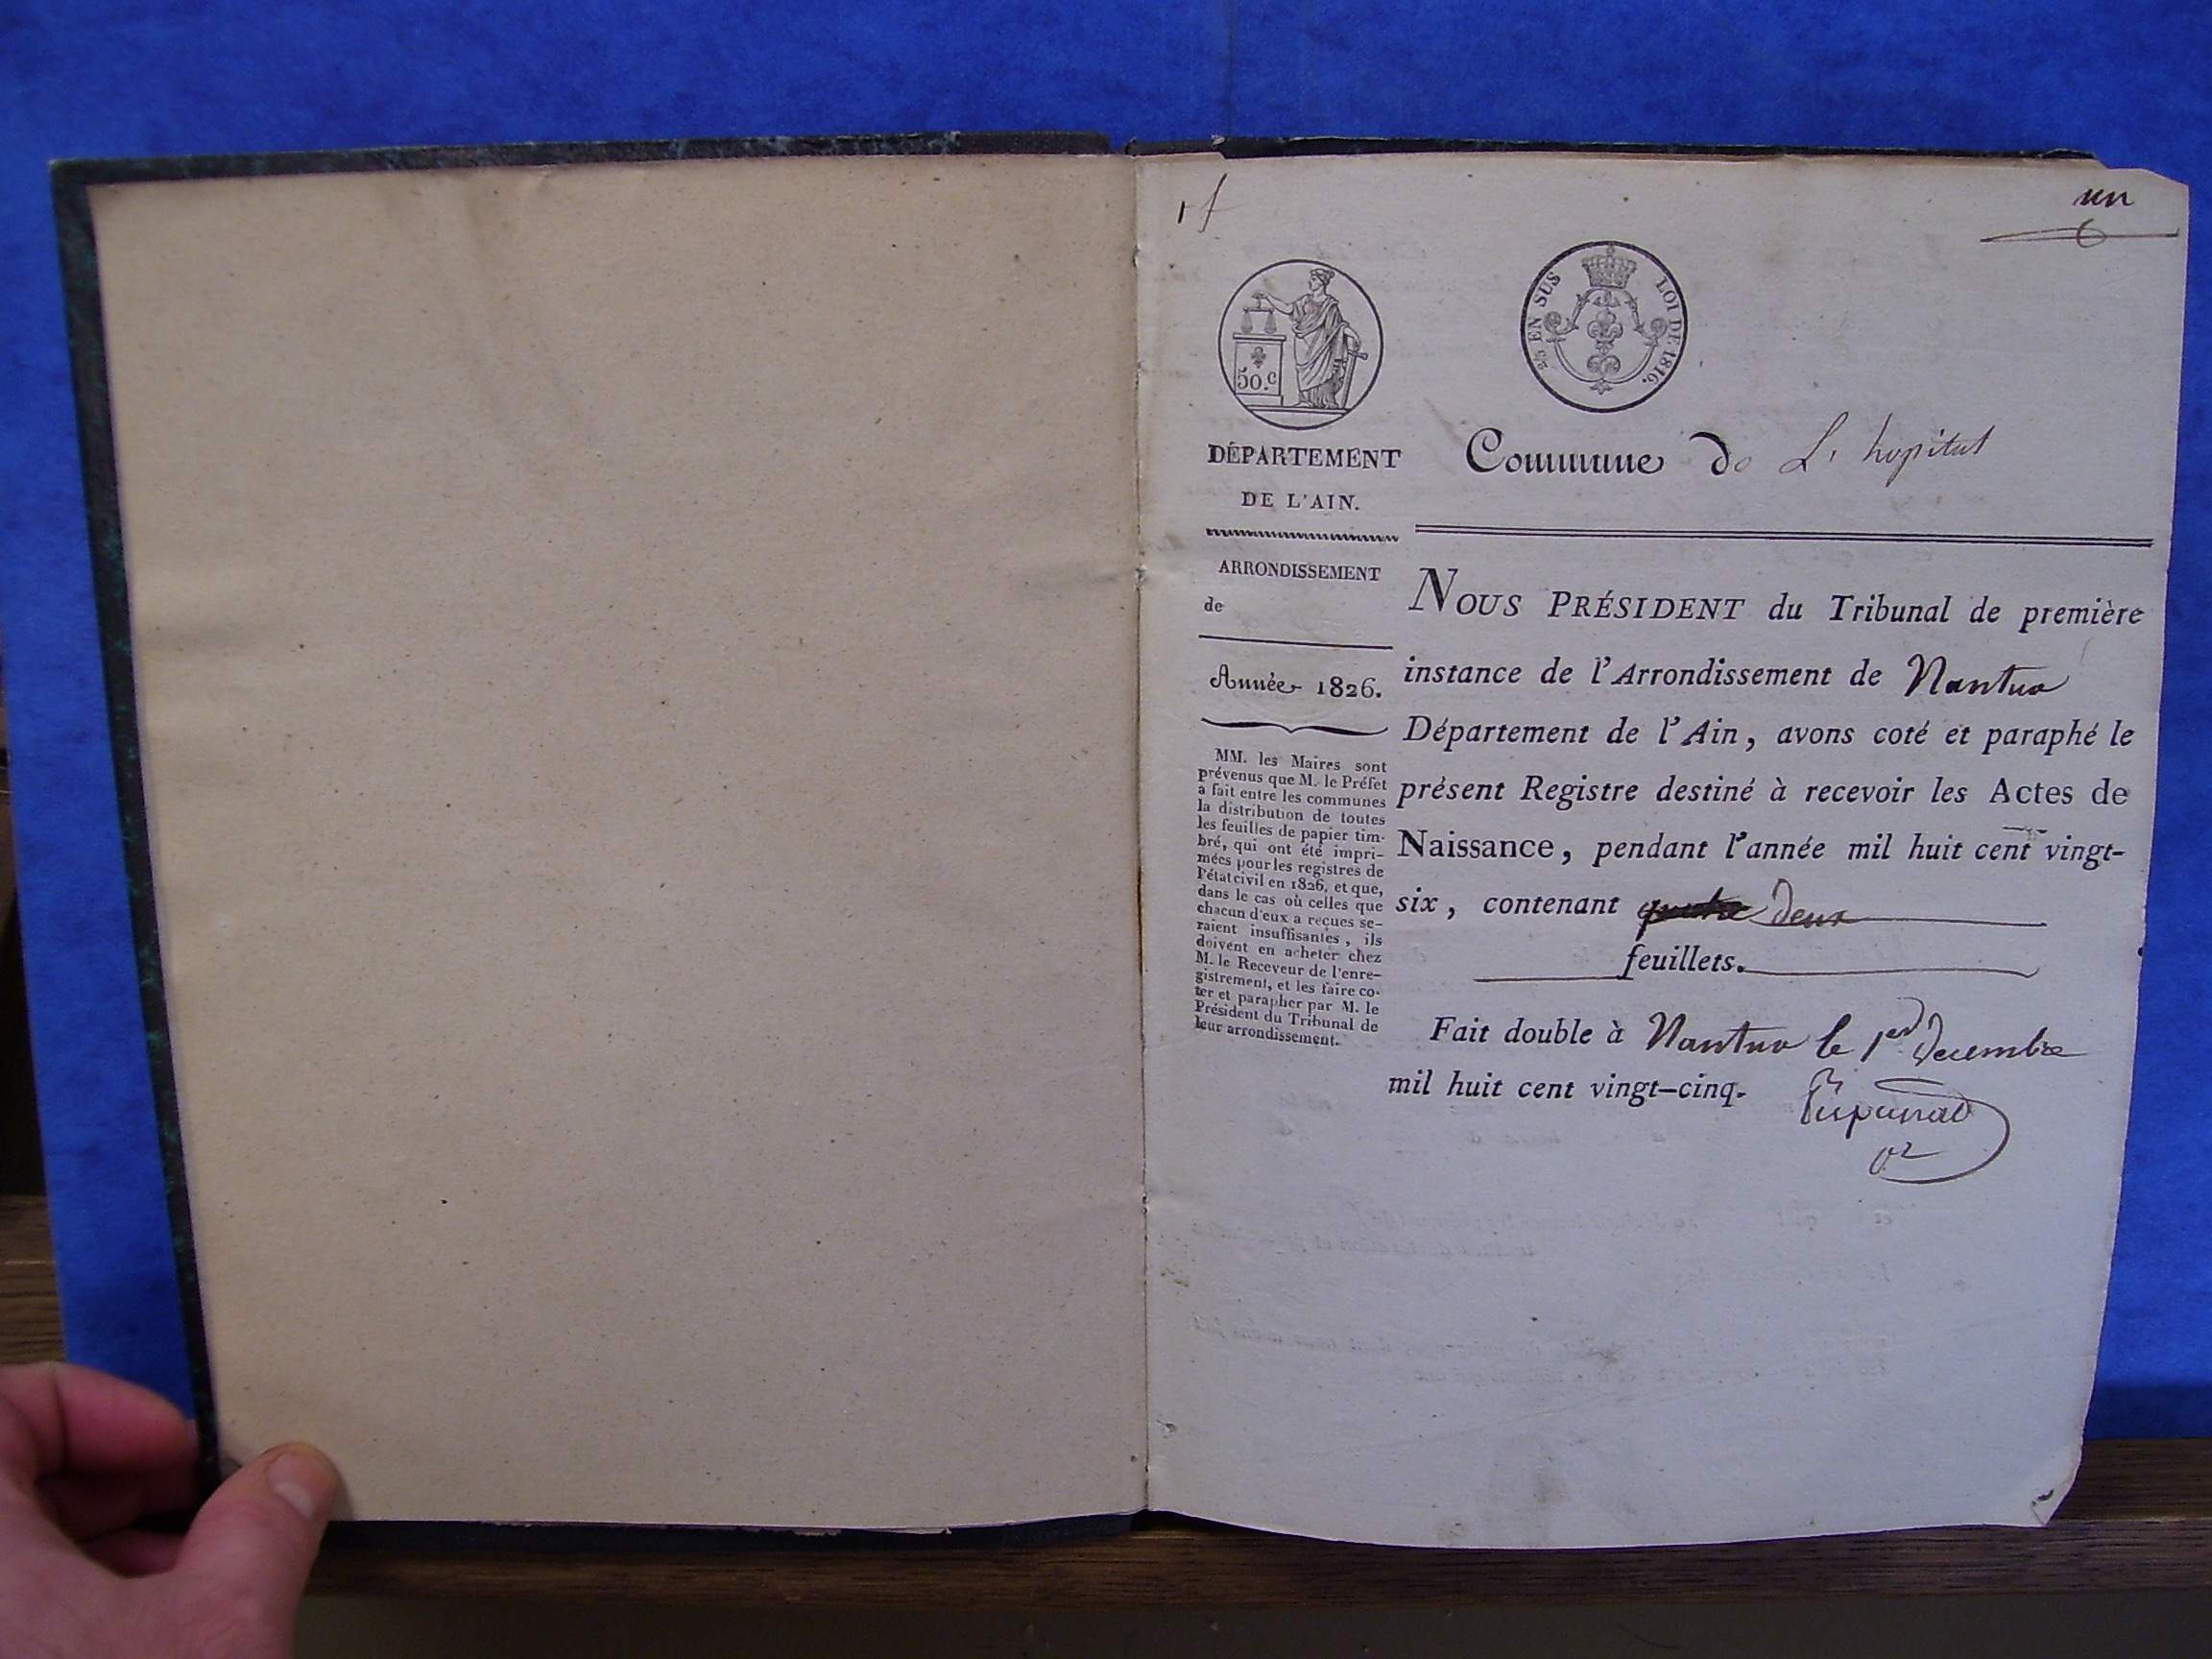 un
50.c
25 EN SUS LOI DE 1816.
DÉPARTEMENT
DE L'AIN.
Commune de L'hopital
ARRONDISSEMENT
de
Année 1826.
MM. les Maires sont
prévenus que M. le Préfet
a fait entre les communes
la distribution de toutes
les feuilles de papier tim-
bré, qui ont été impri-
mées pour les registres de
l'état civil en 1826, et que,
dans le cas où celles que
chacun d'eux a reçues se-
raient insuffisantes, ils
doivent en acheter chez
M. le Receveur de l'enre-
gistrement, et les faire co-
ter et parapher par M. le
Président du Tribunal de
leur arrondissement.
NOUS PRÉSIDENT du Tribunal de première
instance de l'Arrondissement de Nantua
Département de l'Ain, avons coté et paraphé le
présent Registre destiné à recevoir les Actes de
Naissance, pendant l'année mil huit cent vingt-
six, contenant quatre deux
feuillets.
Fait double à Nantua le 1er decembre
mil huit cent vingt-cinq.